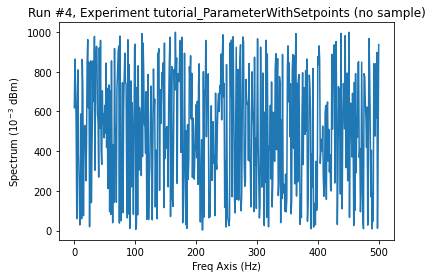 Run #4, Experiment tutorial_ParameterWithSetpoints (no sample)
1000
800
600
400
200
0
Spectrum (10⁻³ dBm)
0 100 200 300 400 500
Freq Axis (Hz)